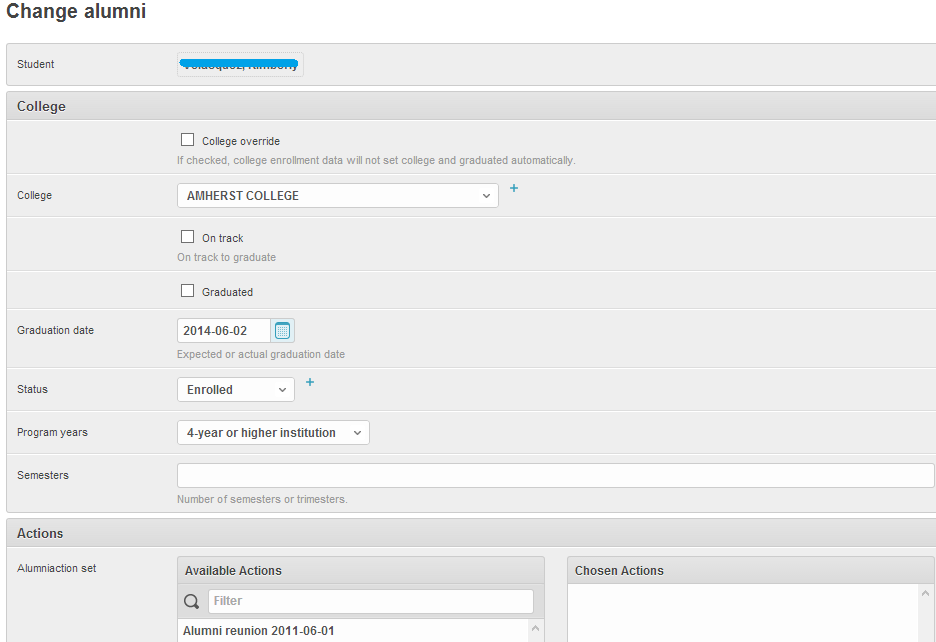 Change alumni
Student
College
College override
If checked, college enrollment data will not set college and graduated automatically.
College
AMHERST COLLEGE
On track
On track to graduate
Graduated
Graduation date
2014-06-02
Expected or actual graduation date
Status
Enrolled
Program years
4-year or higher institution
Semesters
Number of semesters or trimesters.
Actions
Alumniaction set
Available Actions
Chosen Actions
Filter
Alumni reunion 2011-06-01